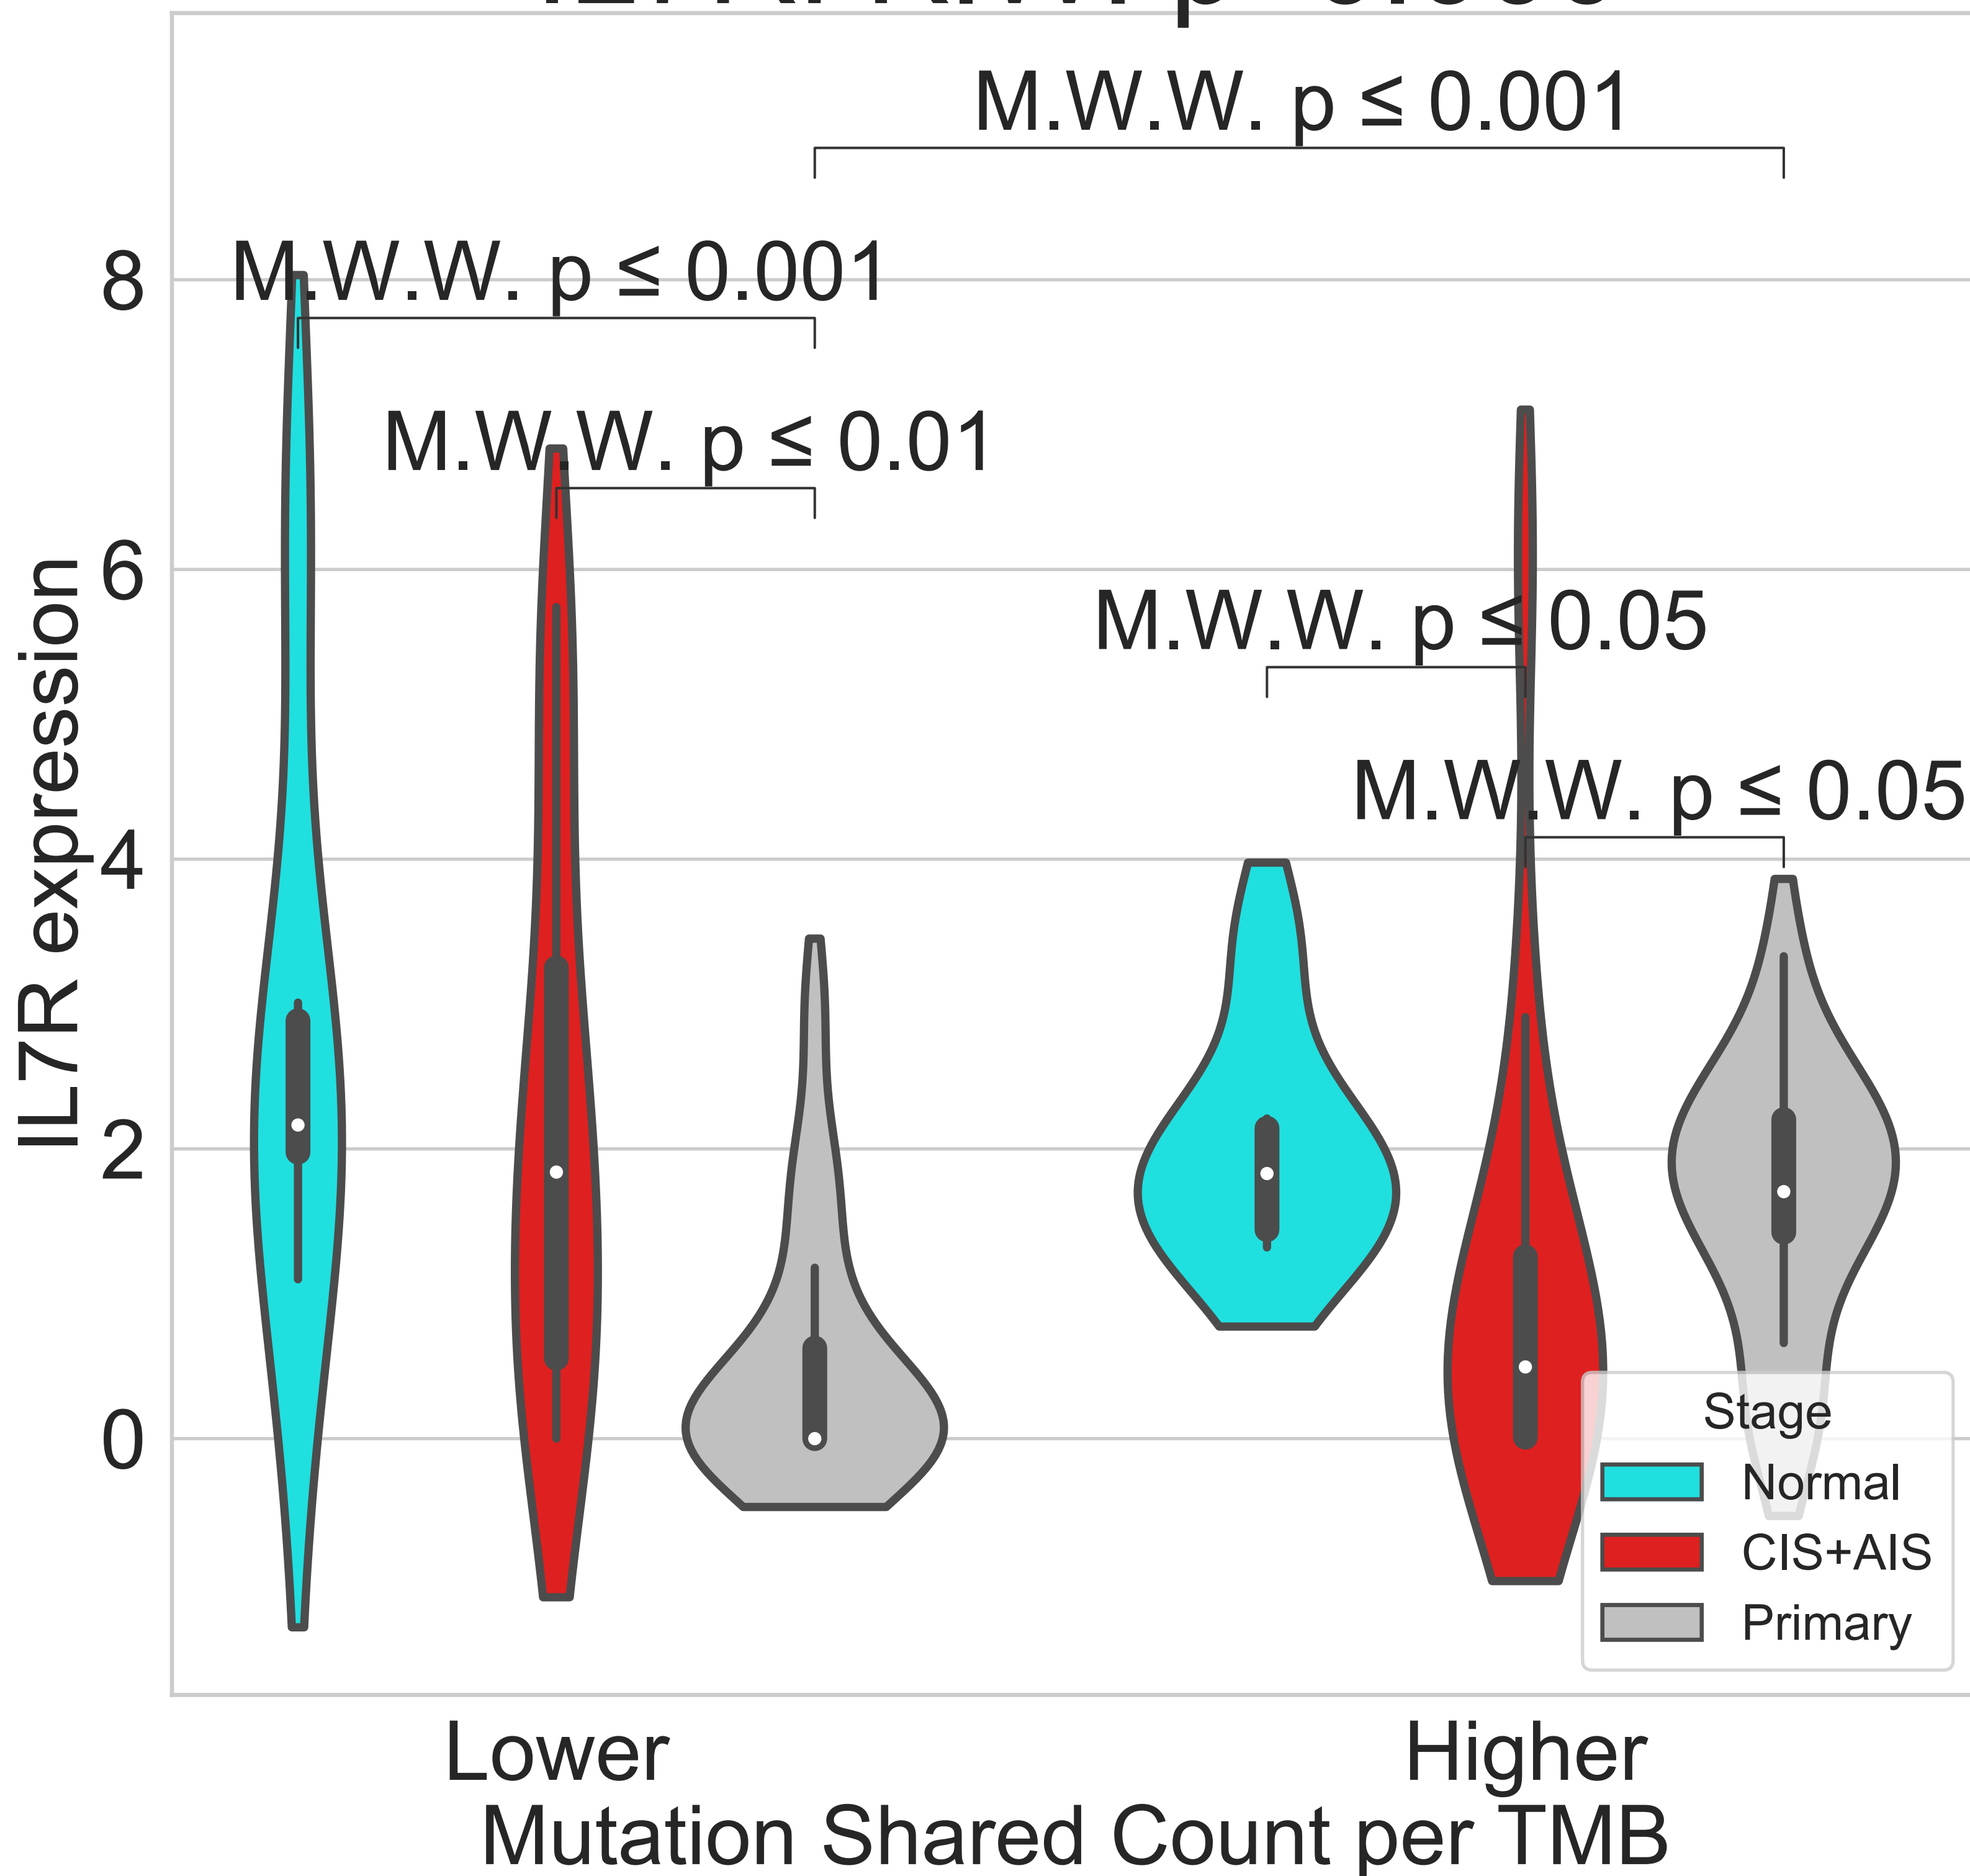 M.W.W. p ≤ 0.001
M.W.W. p ≤ 0.001
M.W.W. p ≤ 0.01
M.W.W. p ≤ 0.05
M.W.W. p ≤ 0.05
8
6
4
2
0
IL7R expression
Stage
Normal
CIS+AIS
Primary
Lower
Higher
Mutation Shared Count per TMB